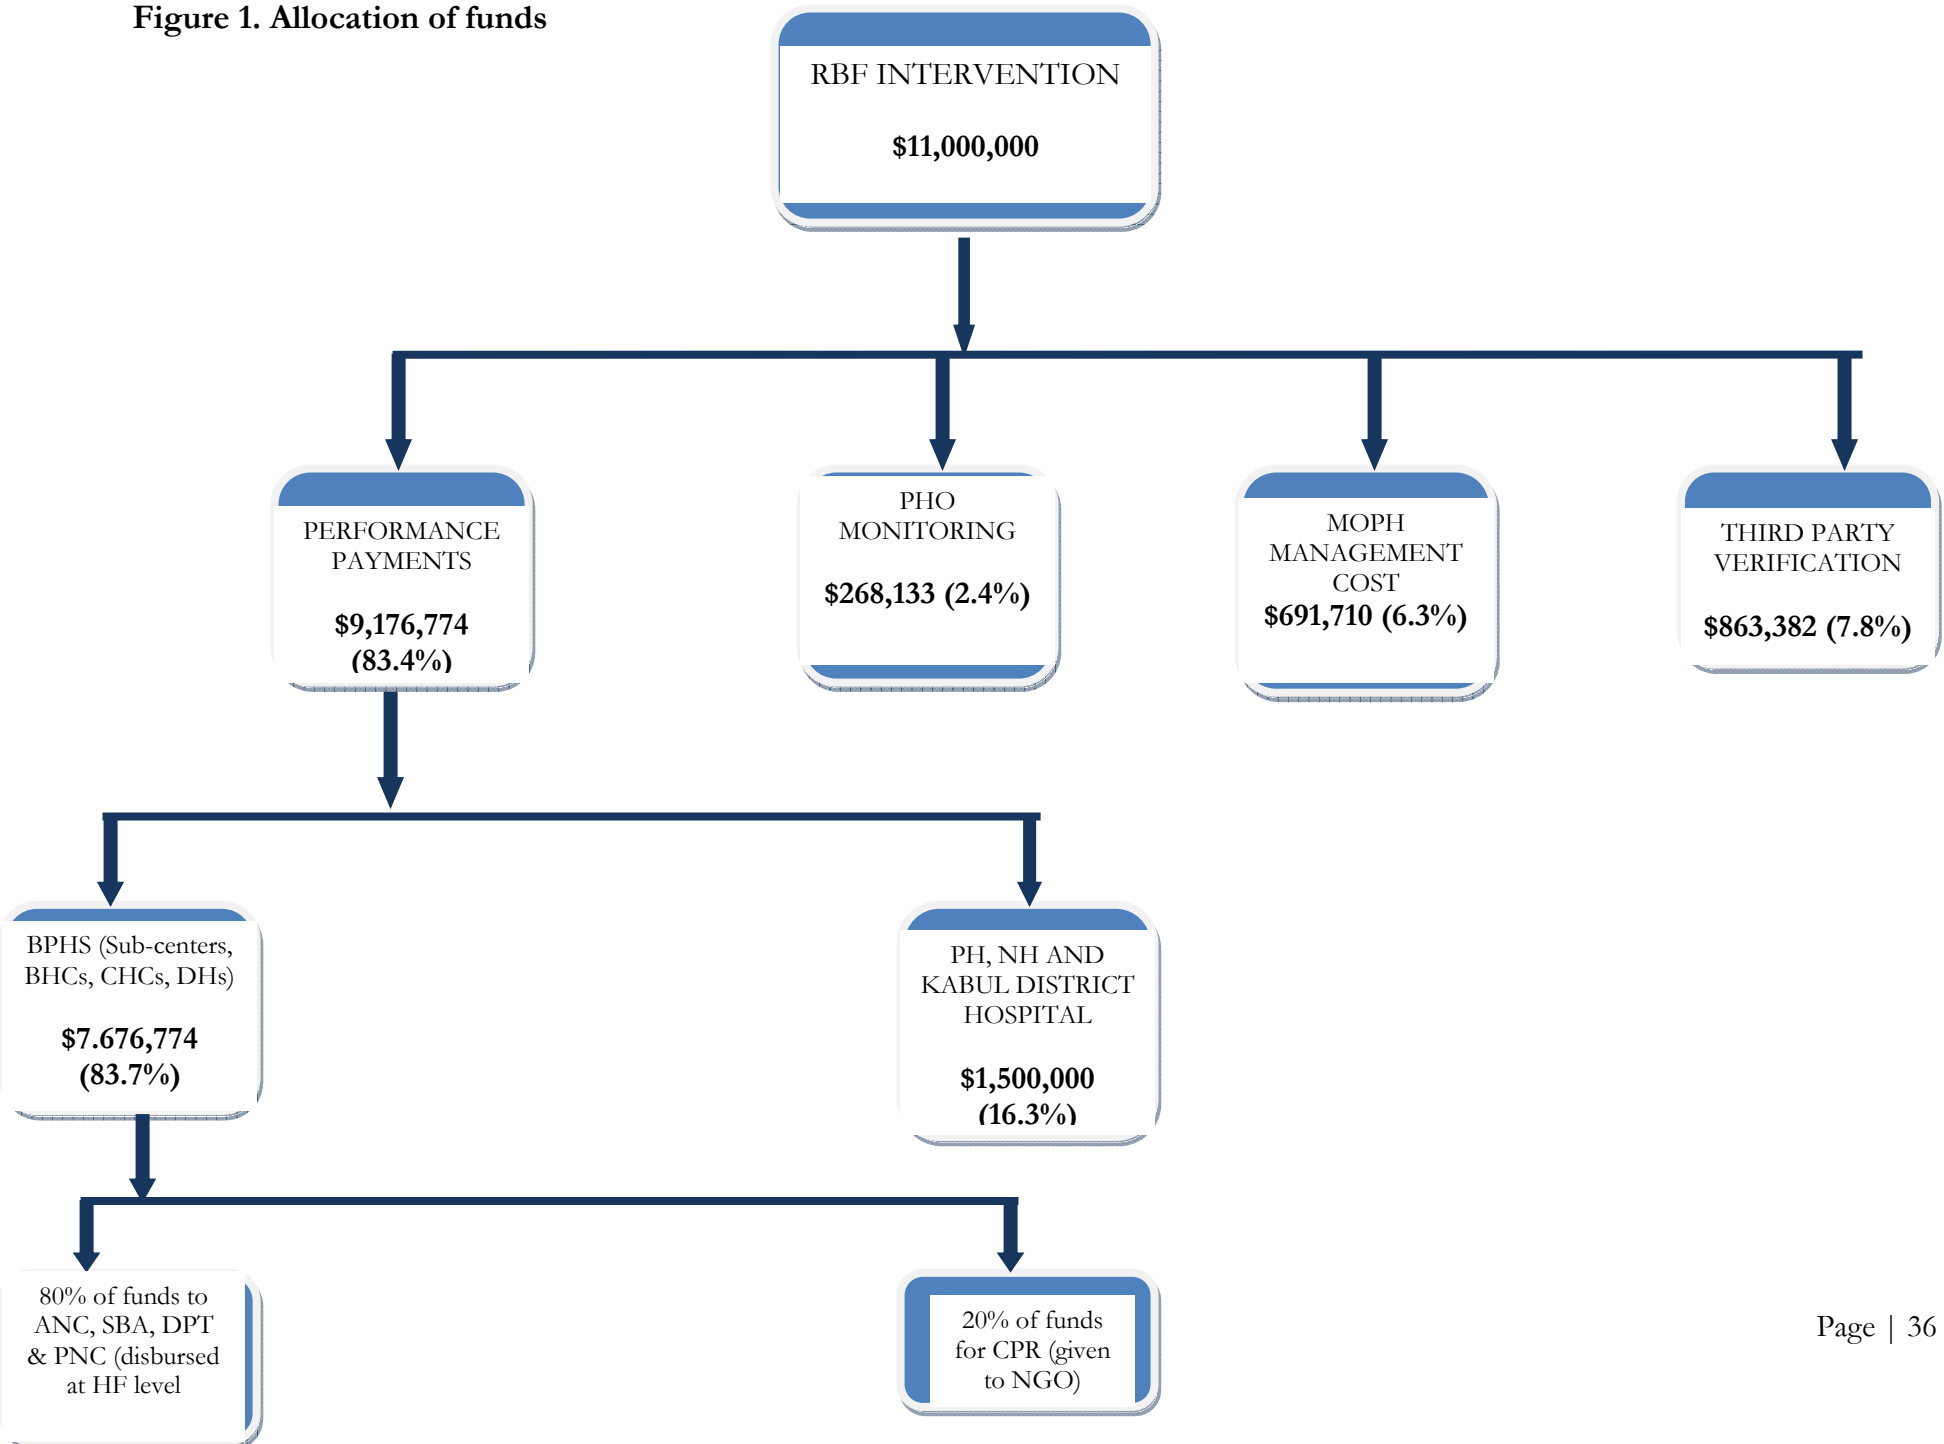 Figure 1. Allocation of funds
RBF INTERVENTION
$11,000,000
PERFORMANCE
PAYMENTS
$9,176,774
(83.4%)
PHO
MONITORING
$268,133 (2.4%)
MOPH
MANAGEMENT
COST
$691,710 (6.3%)
THIRD PARTY
VERIFICATION
$863,382 (7.8%)
BPHS (Sub-centers,
BHCs, CHCs, DHs)
$7.676,774
(83.7%)
PH, NH AND
KABUL DISTRICT
HOSPITAL
$1,500,000
(16.3%)
80% of funds to
ANC, SBA, DPT
& PNC (disbursed
at HF level
20% of funds
for CPR (given
to NGO)
Page | 36